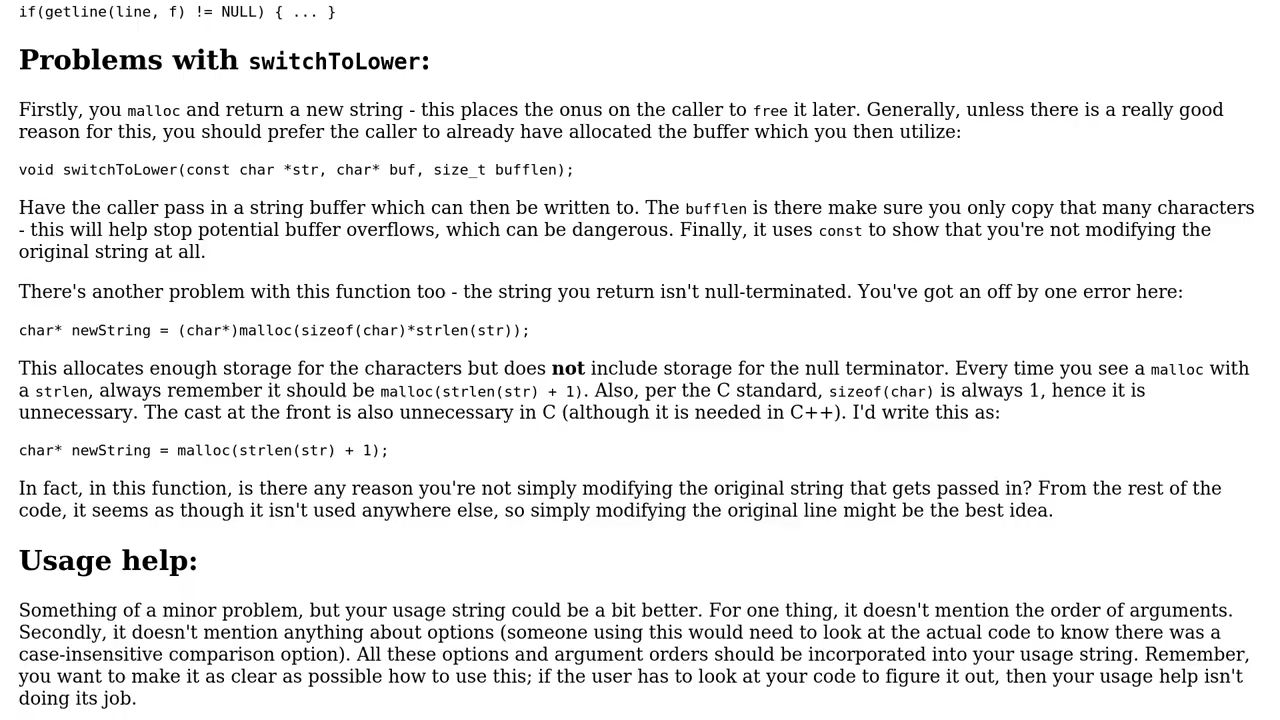 if(getline(line, f) != NULL) { ... }
Problems with switchToLower:
Firstly, you malloc and return a new string - this places the onus on the caller to free it later. Generally, unless there is a really good
reason for this, you should prefer the caller to already have allocated the buffer which you then utilize:
void switchToLower(const char *str, char* buf, size_t bufflen);
Have the caller pass in a string buffer which can then be written to. The bufflen is there make sure you only copy that many characters
- this will help stop potential buffer overflows, which can be dangerous. Finally, it uses const to show that you're not modifying the
original string at all.
There's another problem with this function too - the string you return isn't null-terminated. You've got an off by one error here:
char* newString = (char*)malloc(sizeof(char)*strlen(str));
This allocates enough storage for the characters but does not include storage for the null terminator. Every time you see a malloc with
a strlen, always remember it should be malloc(strlen(str) + 1). Also, per the C standard, sizeof(char) is always 1, hence it is
unnecessary. The cast at the front is also unnecessary in C (although it is needed in C++). I'd write this as:
char* newString = malloc(strlen(str) + 1);
In fact, in this function, is there any reason you're not simply modifying the original string that gets passed in? From the rest of the
code, it seems as though it isn't used anywhere else, so simply modifying the original line might be the best idea.
Usage help:
Something of a minor problem, but your usage string could be a bit better. For one thing, it doesn't mention the order of arguments.
Secondly, it doesn't mention anything about options (someone using this would need to look at the actual code to know there was a
case-insensitive comparison option). All these options and argument orders should be incorporated into your usage string. Remember,
you want to make it as clear as possible how to use this; if the user has to look at your code to figure it out, then your usage help isn't
doing its job.